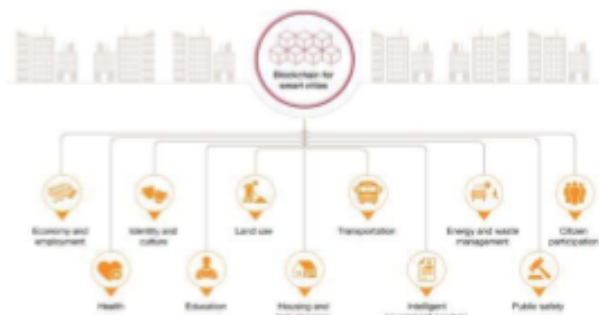 Blockchain for
smart cities
Economy and
employment
Identity and
culture
Land use
Transportation
Energy and waste
management
Citizen
participation
Health
Education
Housing and
Intelligent
Public safety